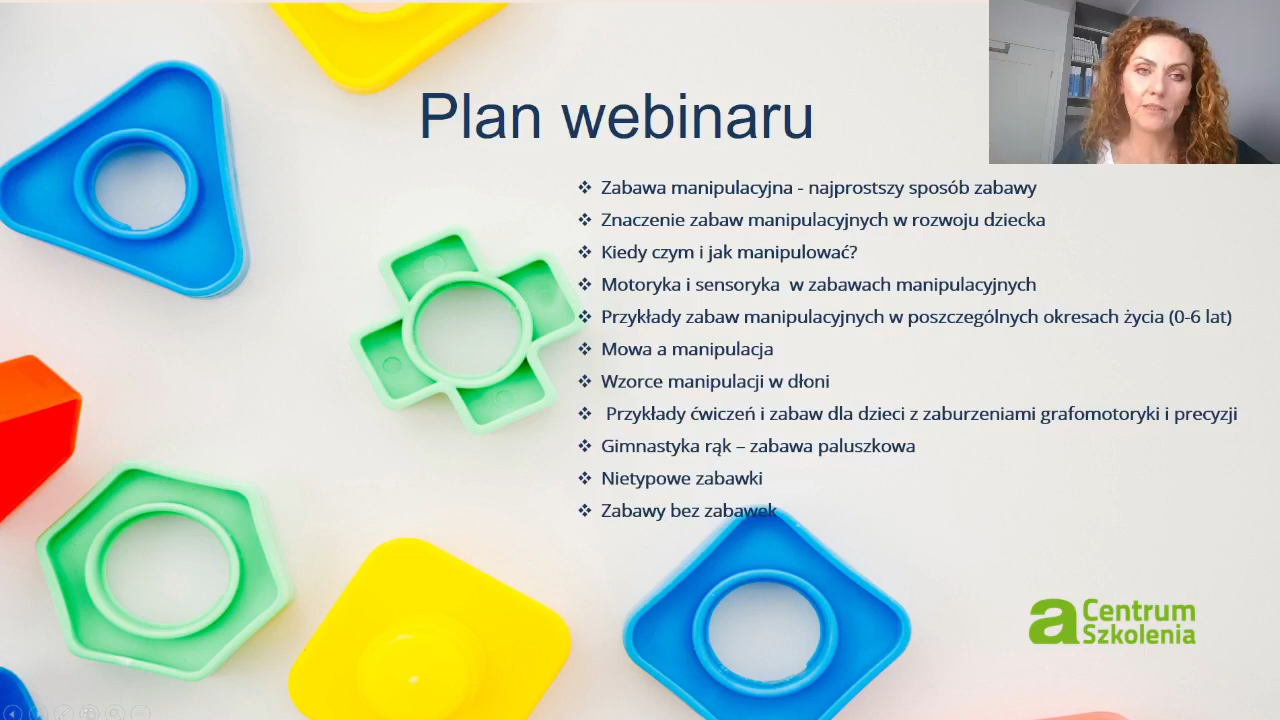 Plan webinaru
❖ Zabawa manipulacyjna - najprostszy sposób zabawy
❖ Znaczenie zabaw manipulacyjnych w rozwoju dziecka
❖ Kiedy czym i jak manipulować?
❖ Motoryka i sensoryka w zabawach manipulacyjnych
❖ Przykłady zabaw manipulacyjnych w poszczególnych okresach życia (0-6 lat)
❖ Mowa a manipulacja
❖ Wzorce manipulacji w dłoni
❖ Przykłady ćwiczeń i zabaw dla dzieci z zaburzeniami grafomotoryki i precyzji
❖ Gimnastyka rąk – zabawa paluszkowa
❖ Nietypowe zabawki
❖ Zabawy bez zabawek
a Centrum
Szkolenia